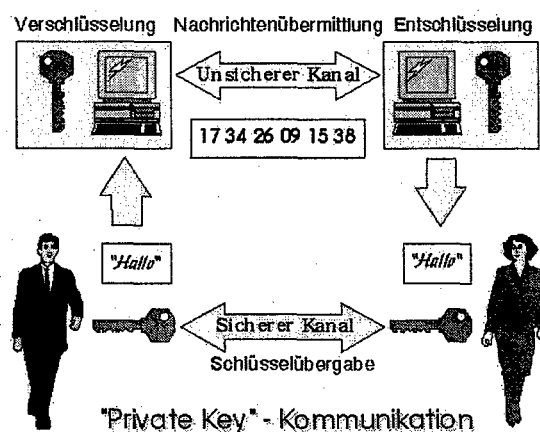 Verschlüsselung Nachrichtenübermittlung Entschlüsselung
Unsicherer Kanal
17 34 26 09 15 38
"Hallo" "Hallo"
Sicherer Kanal
Schlüsselübergabe
"Private Key" - Kommunikation